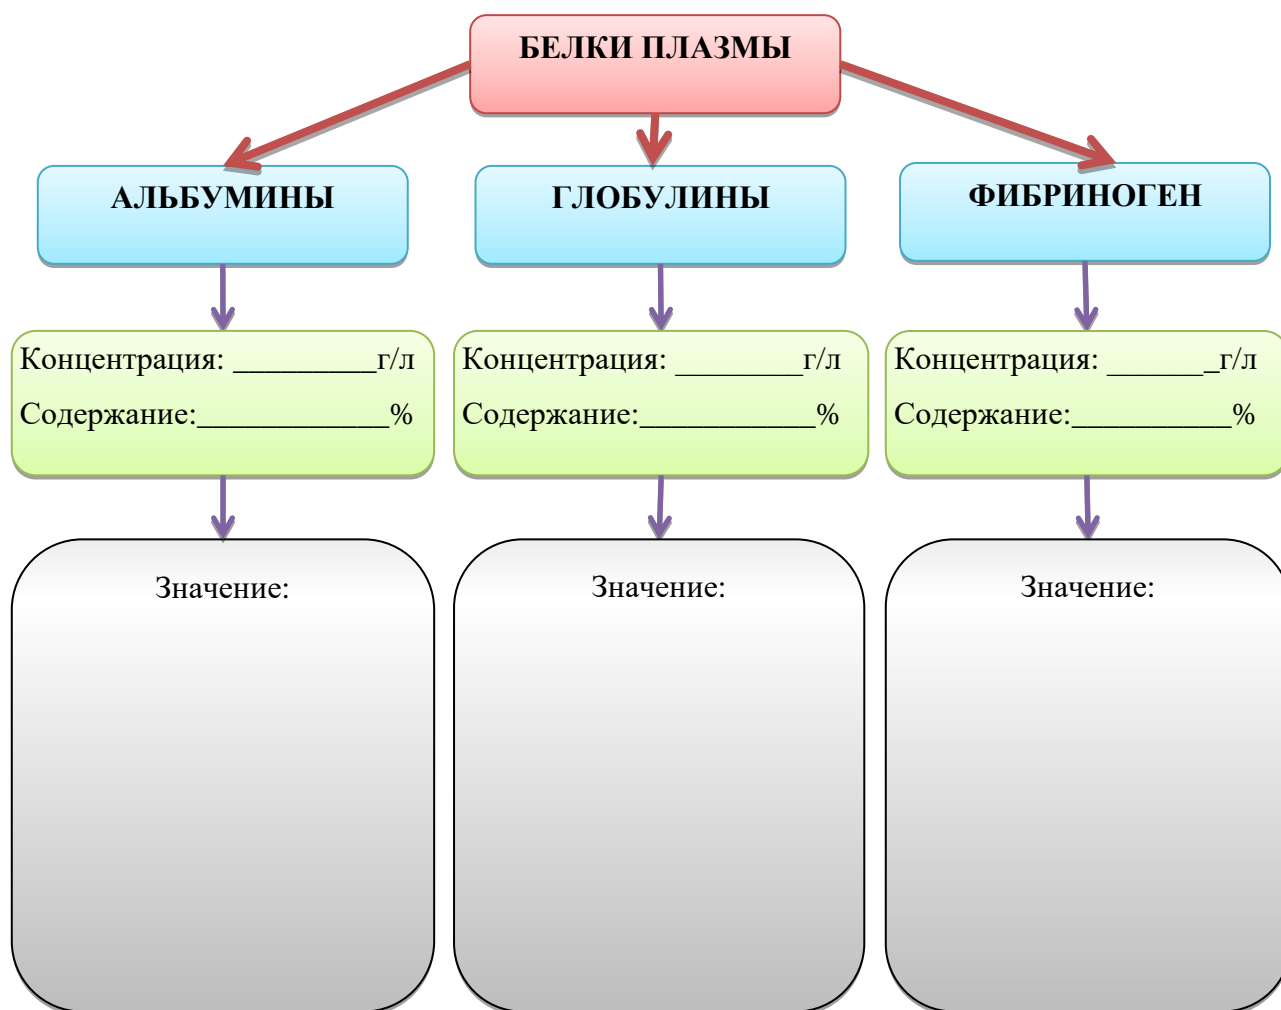 БЕЛКИ ПЛАЗМЫ
АЛЬБУМИНЫ
ГЛОБУЛИНЫ
ФИБРИНОГЕН
Концентрация: _________г/л
Содержание:____________%
Концентрация: ________г/л
Содержание:___________%
Концентрация: _______г/л
Содержание:__________%
Значение:
Значение:
Значение: